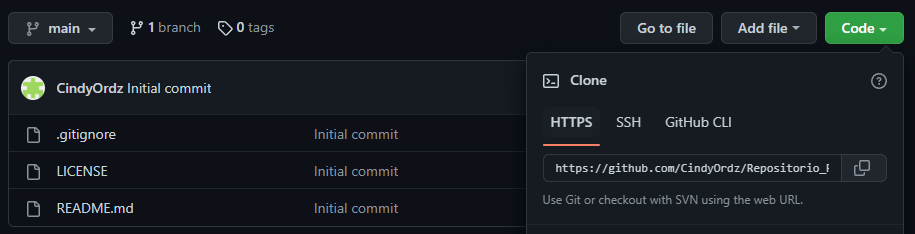 main 1 branch 0 tags Go to file Add file Code
CindyOrdz Initial commit
.gitignore Initial commit
LICENSE Initial commit
README.md Initial commit
Clone
HTTPS SSH GitHub CLI
https://github.com/CindyOrdz/Repositorio_
Use Git or checkout with SVN using the web URL.